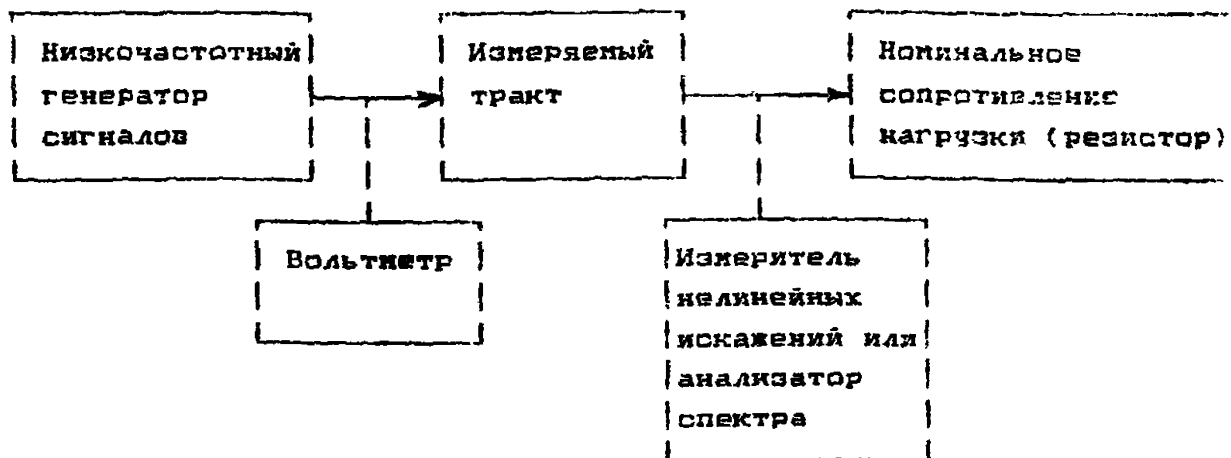 Низкочастотный
генератор
сигналов
Измеряемый
тракт
Номинальное
сопротивление
нагрузки (резистор)
Вольтметр
Измеритель
нелинейных
искажений или
анализатор
спектра